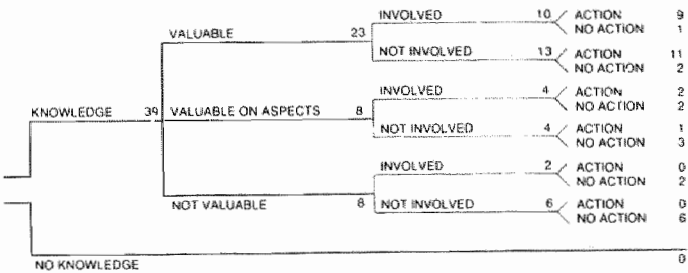 INVOLVED 10 ACTION 9
NO ACTION 1
VALUABLE 23
NOT INVOLVED 13 ACTION 11
NO ACTION 2
INVOLVED 4 ACTION 2
NO ACTION 2
KNOWLEDGE 39 VALUABLE ON ASPECTS 8
NOT INVOLVED 4 ACTION 1
NO ACTION 3
INVOLVED 2 ACTION 0
NO ACTION 2
NOT VALUABLE 8
NOT INVOLVED 6 ACTION 0
NO ACTION 6
NO KNOWLEDGE 0